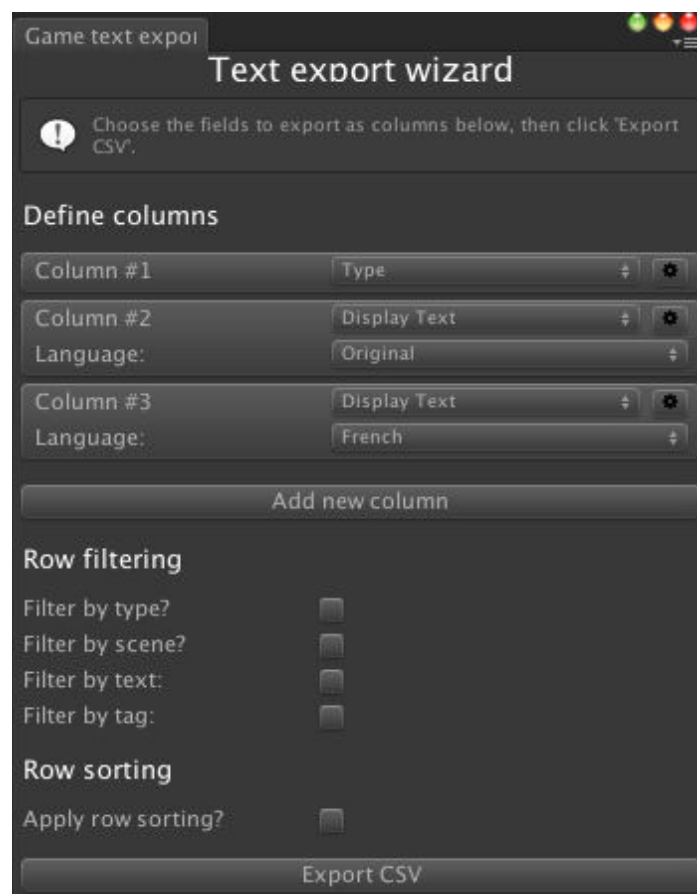 Game text expor
Text export wizard
Choose the fields to export as columns below, then click 'Export
CSV'.
Define columns
Column #1 Type
Column #2 Display Text
Language: Original
Column #3 Display Text
Language: French
Add new column
Row filtering
Filter by type?
Filter by scene?
Filter by text:
Filter by tag:
Row sorting
Apply row sorting?
Export CSV